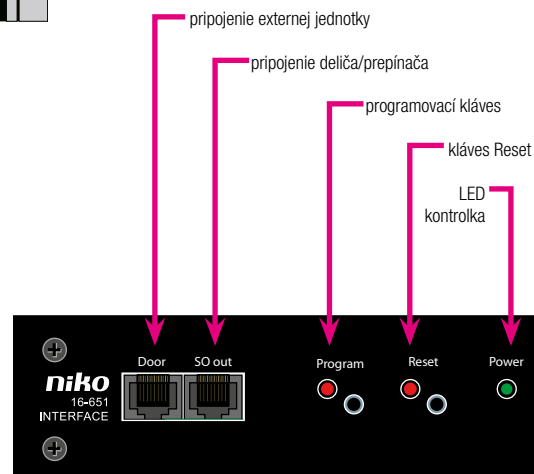 pripojenie externej jednotky
pripojenie deliča/prepínača
programovací kláves
kláves Reset
LED
kontrolka
Door
SO out
Program
Reset
Power
niko
16-651
INTERFACE